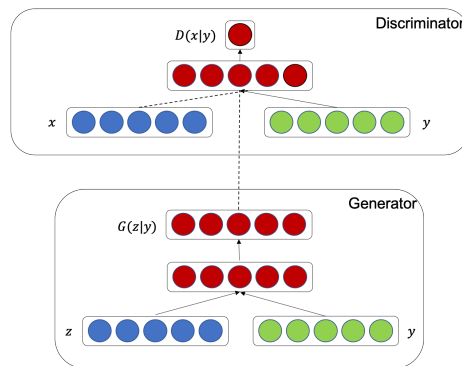 Discriminator
D(x|y)
x
y
Generator
G(z|y)
z
y